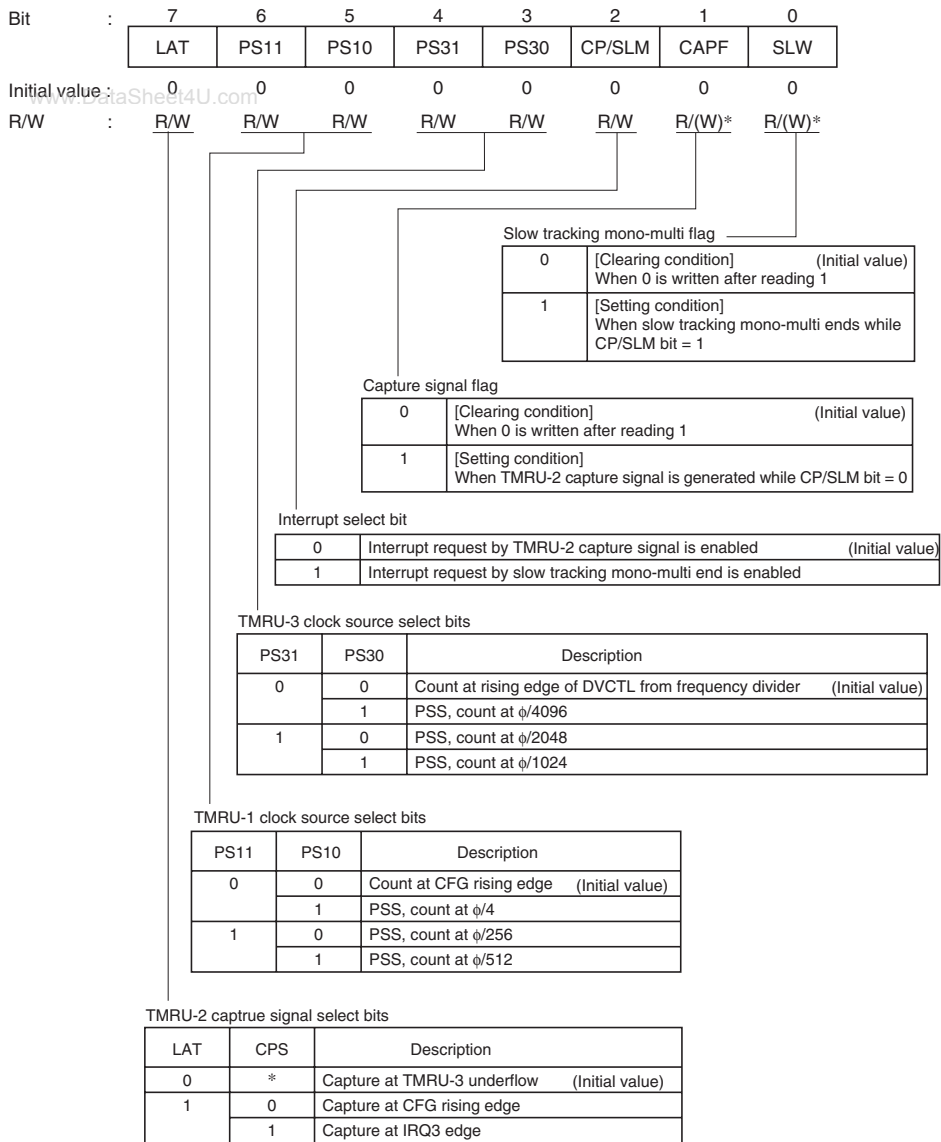 Bit : 7 6 5 4 3 2 1 0
LAT PS11 PS10 PS31 PS30 CP/SLM CAPF SLW
Initial value : 0 0 0 0 0 0 0 0
www.DataSheet4U.com
R/W : R/W R/W R/W R/W R/W R/W R/(W)* R/(W)*
Slow tracking mono-multi flag
0 [Clearing condition] (Initial value)
When 0 is written after reading 1
1 [Setting condition]
When slow tracking mono-multi ends while
CP/SLM bit = 1
Capture signal flag
0 [Clearing condition] (Initial value)
When 0 is written after reading 1
1 [Setting condition]
When TMRU-2 capture signal is generated while CP/SLM bit = 0
Interrupt select bit
0 Interrupt request by TMRU-2 capture signal is enabled (Initial value)
1 Interrupt request by slow tracking mono-multi end is enabled
TMRU-3 clock source select bits
PS31 PS30 Description
0 0 Count at rising edge of DVCTL from frequency divider (Initial value)
1 PSS, count at ϕ/4096
1 0 PSS, count at ϕ/2048
1 PSS, count at ϕ/1024
TMRU-1 clock source select bits
PS11 PS10 Description
0 0 Count at CFG rising edge (Initial value)
1 PSS, count at ϕ/4
1 0 PSS, count at ϕ/256
1 PSS, count at ϕ/512
TMRU-2 captrue signal select bits
LAT CPS Description
0 * Capture at TMRU-3 underflow (Initial value)
1 0 Capture at CFG rising edge
1 Capture at IRQ3 edge